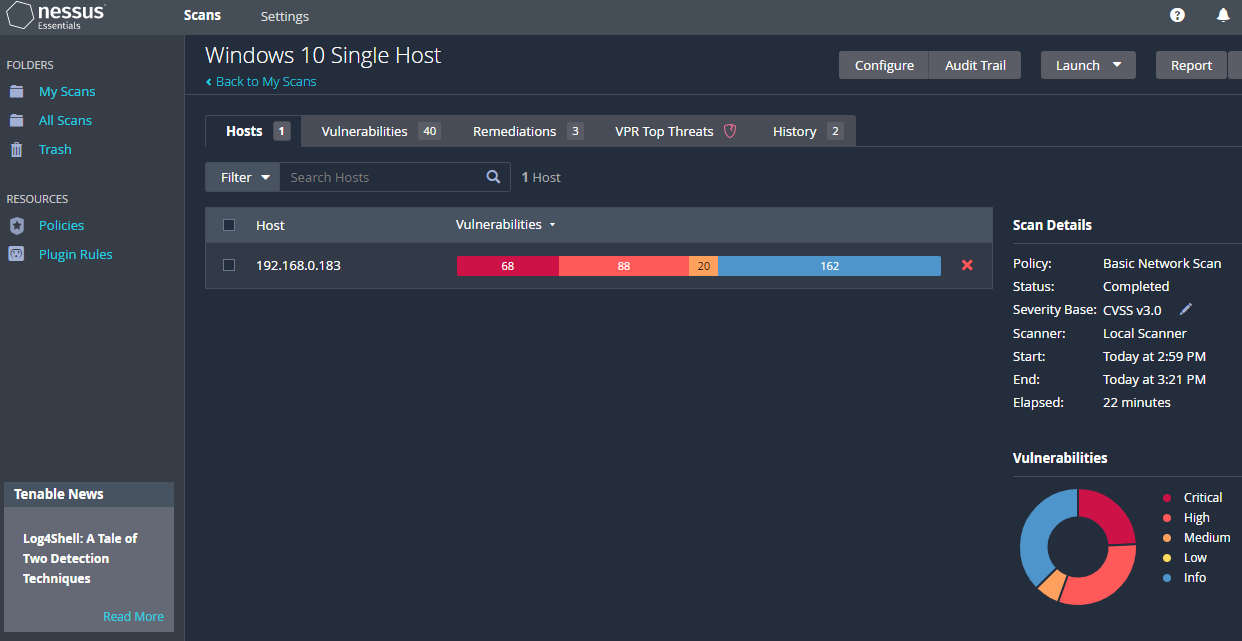 nessus
Essentials
Scans
Settings
FOLDERS
My Scans
All Scans
Trash
RESOURCES
Policies
Plugin Rules
Tenable News
Log4Shell: A Tale of
Two Detection
Techniques
Read More
Windows 10 Single Host
Back to My Scans
Configure
Audit Trail
Launch
Report
Hosts 1
Vulnerabilities 40
Remediations 3
VPR Top Threats
History 2
Filter
Search Hosts
1 Host
Host
Vulnerabilities
192.168.0.183
68 88 20 162
Scan Details
Policy: Basic Network Scan
Status: Completed
Severity Base: CVSS v3.0
Scanner: Local Scanner
Start: Today at 2:59 PM
End: Today at 3:21 PM
Elapsed: 22 minutes
Vulnerabilities
Critical
High
Medium
Low
Info